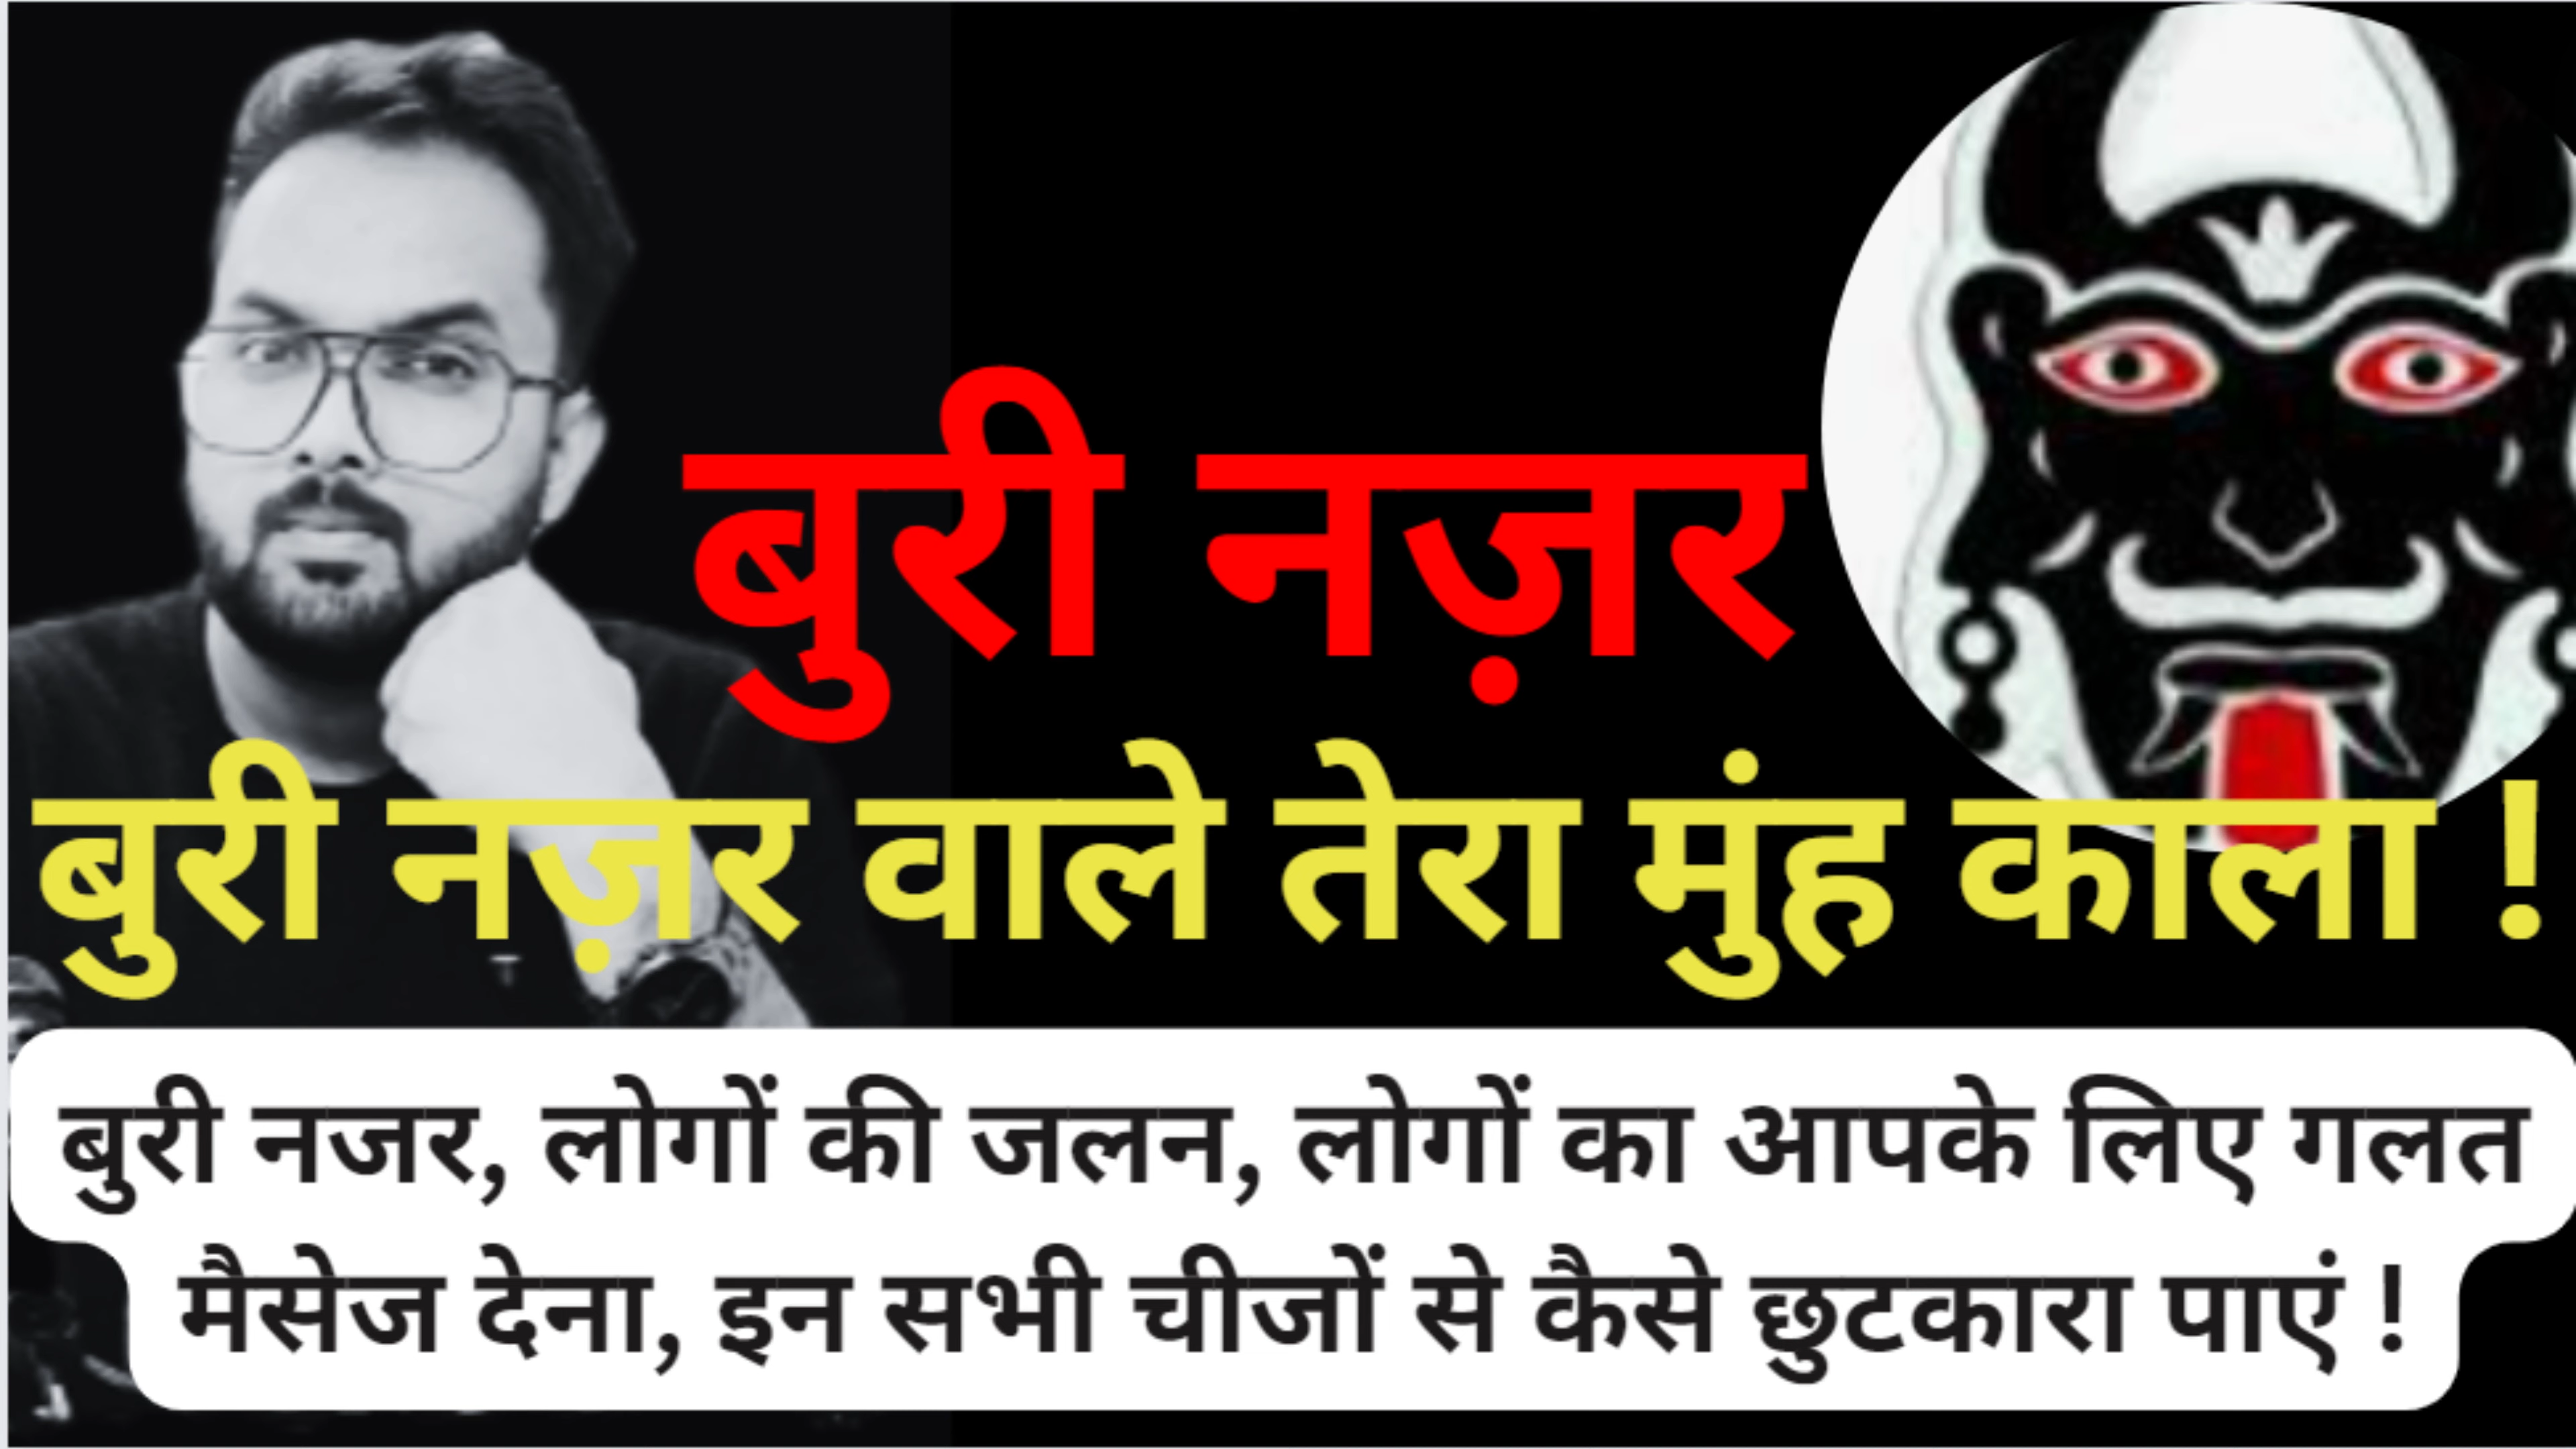 बुरी नज़र
बुरी नज़र वाले तेरा मुंह काला !
बुरी नजर, लोगों की जलन, लोगों का आपके लिए गलत
मैसेज देना, इन सभी चीजों से कैसे छुटकारा पाएं !